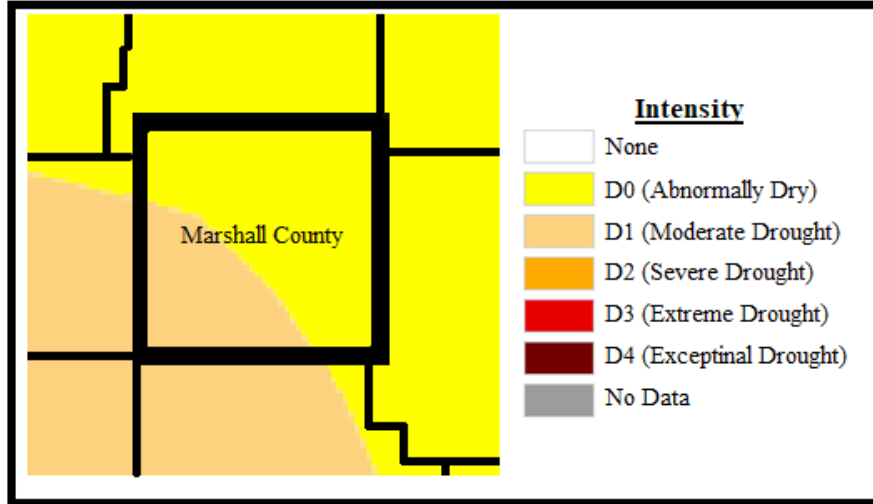 Marshall County
Intensity
None
D0 (Abnormally Dry)
D1 (Moderate Drought)
D2 (Severe Drought)
D3 (Extreme Drought)
D4 (Exceptinal Drought)
No Data